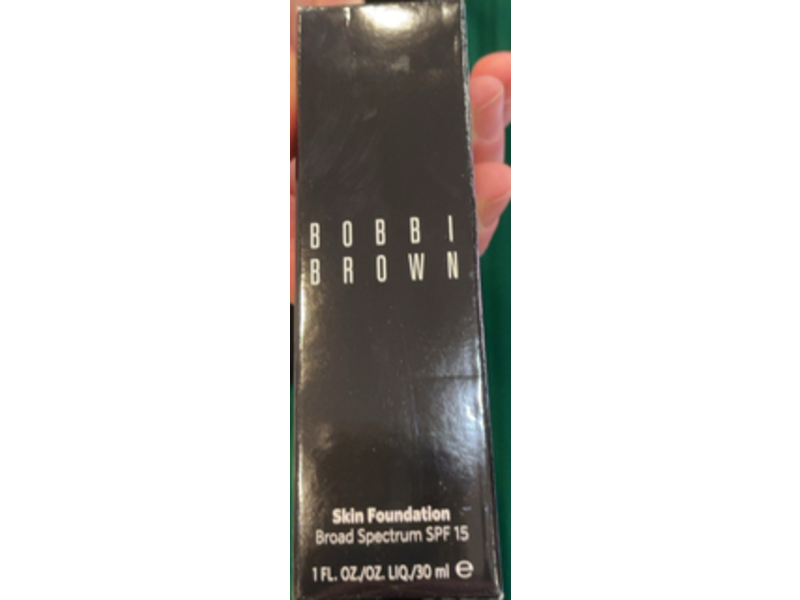 BOBBI
BROWN
Skin Foundation
Broad Spectrum SPF 15
1 FL. OZ./OZ. LIQ./30 ml ℮